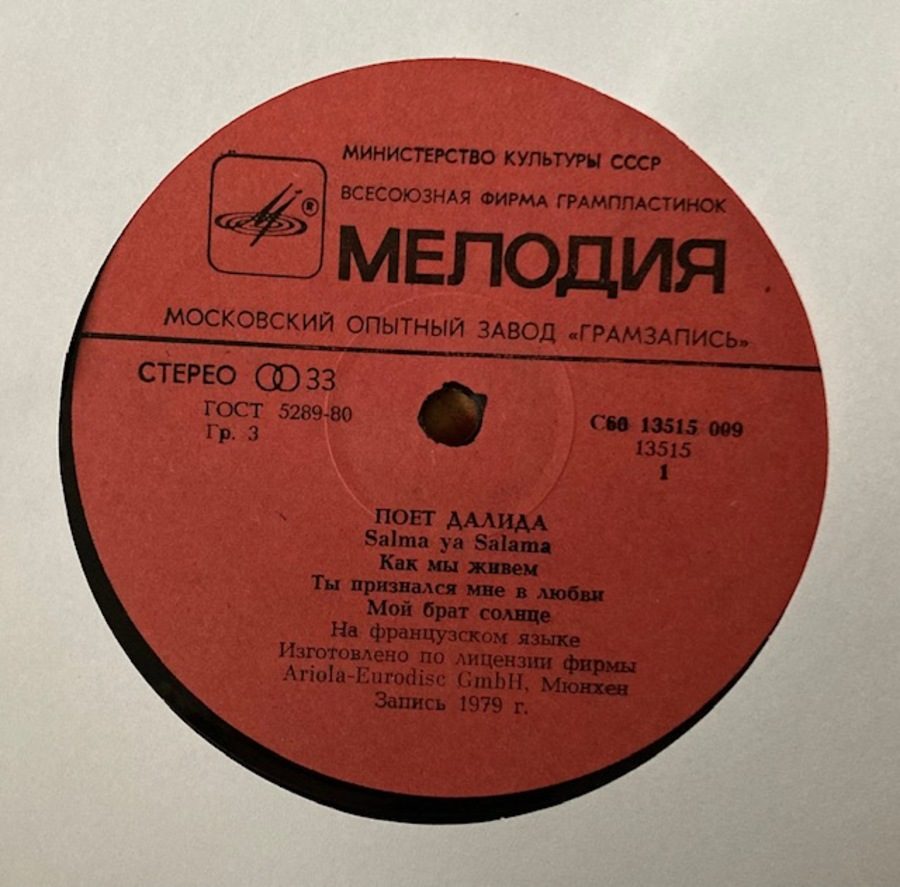 МИНИСТЕРСТВО КУЛЬТУРЫ СССР
ВСЕСОЮЗНАЯ ФИРМА ГРАМПЛАСТИНОК
®
МЕЛОДИЯ
МОСКОВСКИЙ ОПЫТНЫЙ ЗАВОД «ГРАМЗАПИСЬ»
СТЕРЕО 33
ГОСТ 5289-80
Гр. 3
С60 13515 009
13515
1
ПОЕТ ДАЛИДА
Salma ya Salama
Как мы живем
Ты признался мне в любви
Мой брат солнце
На французском языке
Изготовлено по лицензии фирмы
Ariola-Eurodisc GmbH, Мюнхен
Запись 1979 г.